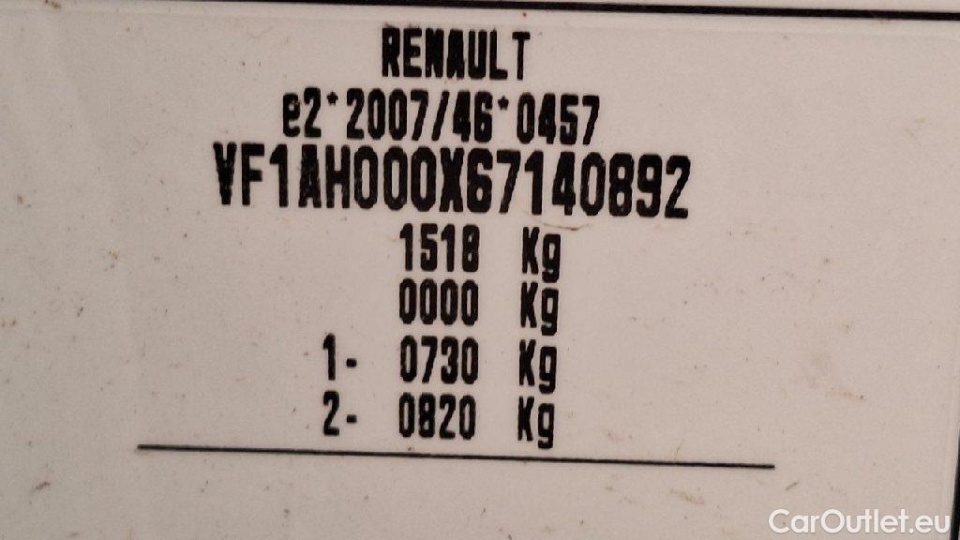 RENAULT
e2*2007/46*0457
VF1AH000X67140892
1518 Kg
0000 Kg
1- 0730 Kg
2- 0820 Kg
CarOutlet.eu